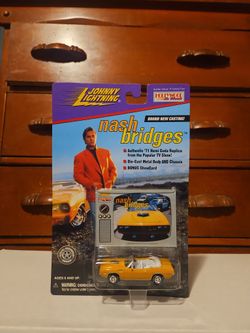 JOHNNY
LIGHTNING
BRAND NEW CASTING!
nash
bridges
Authentic '71 Hemi Cuda Replica
from the Popular TV Show!
Die-Cast Metal Body AND Chassis
BONUS ShowCard
nash
bridges